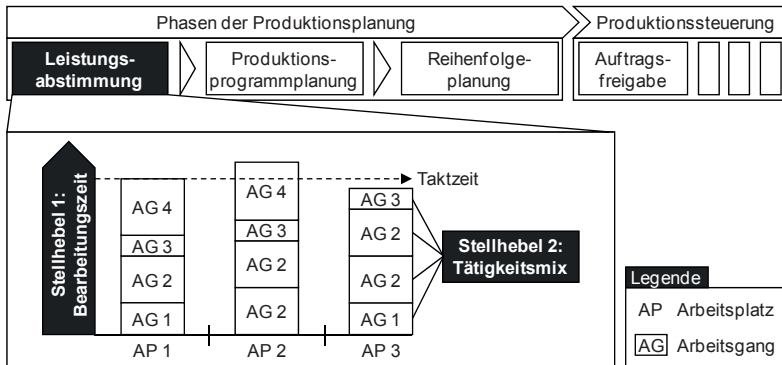 Phasen der Produktionsplanung
Produktionssteuerung
Leistungs-
abstimmung
Produktions-
programmplanung
Reihenfolge-
planung
Auftrags-
freigabe
Stellhebel 1:
Bearbeitungszeit
Taktzeit
AG 4
AG 3
AG 2
AG 1
AG 4
AG 3
AG 2
AG 2
AG 3
AG 2
AG 2
AG 1
Stellhebel 2:
Tätigkeitsmix
AP 1
AP 2
AP 3
Legende
AP Arbeitsplatz
AG Arbeitsgang